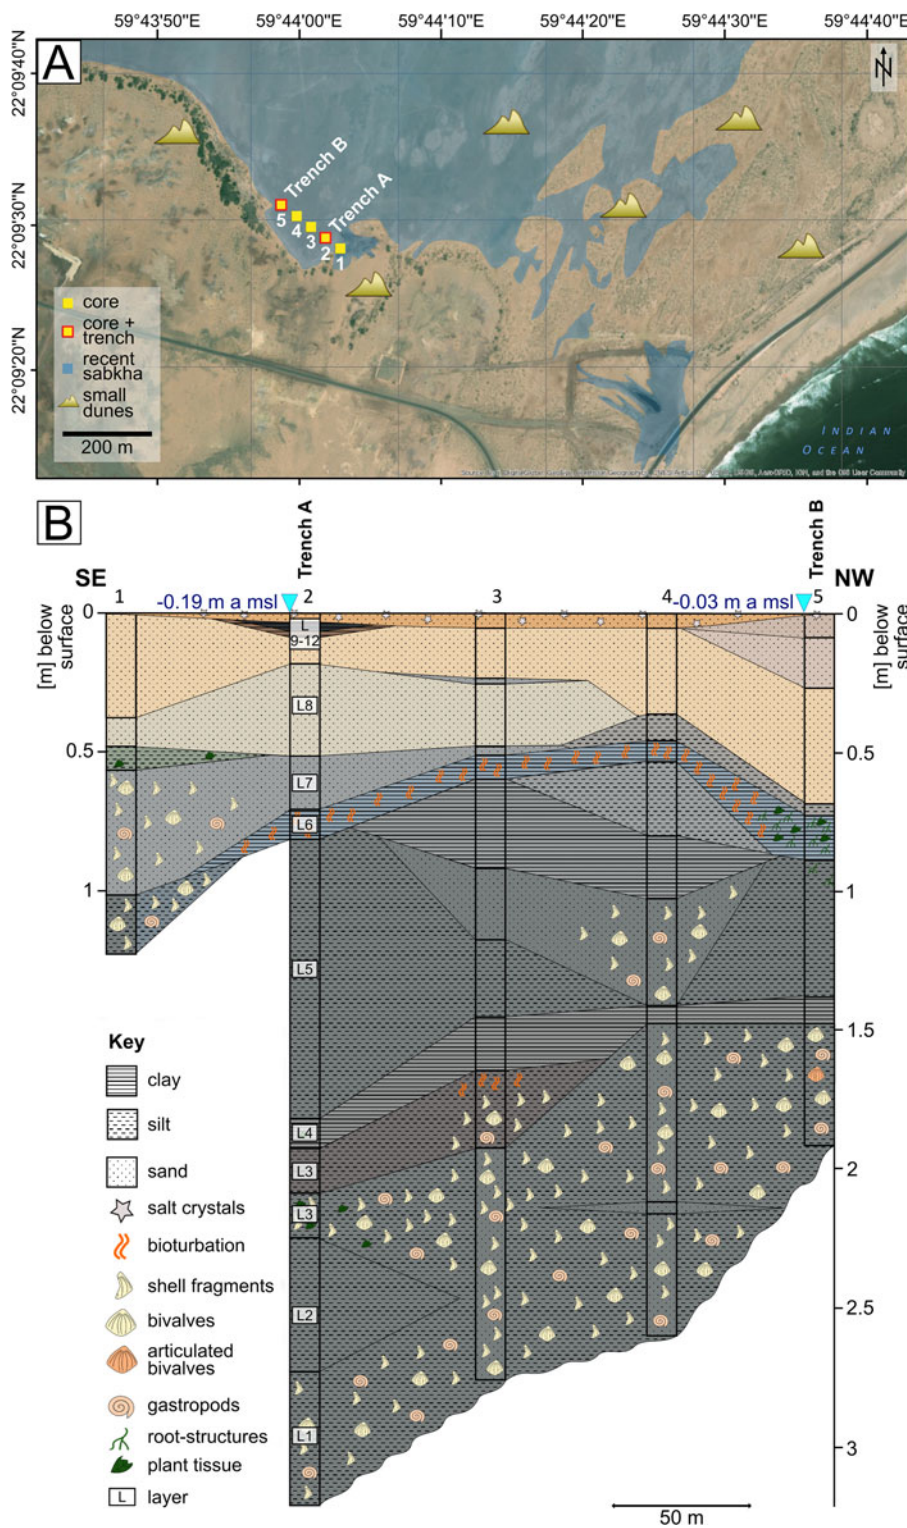 59°43'50"E
59°44'00"E
59°44'10"E
59°44'20"E
59°44'30"E
59°44'40"E
A
N
22°09'40"N
22°09'30"N
22°09'20"N
Trench B
Trench A
5
4
3
2
1
core
core +
trench
recent
sabkha
small
dunes
200 m
INDIAN
OCEAN
B
Trench A
Trench B
SE
NW
-0.19 m a msl
-0.03 m a msl
1
2
3
4
5
[m] below
surface
[m] below
surface
0
0.5
1
0
0.5
1
1.5
2
2.5
3
L
9-12
L8
L7
L6
L5
L4
L3
L3
L2
L1
Key
clay
silt
sand
salt crystals
bioturbation
shell fragments
bivalves
articulated
bivalves
gastropods
root-structures
plant tissue
L layer
50 m